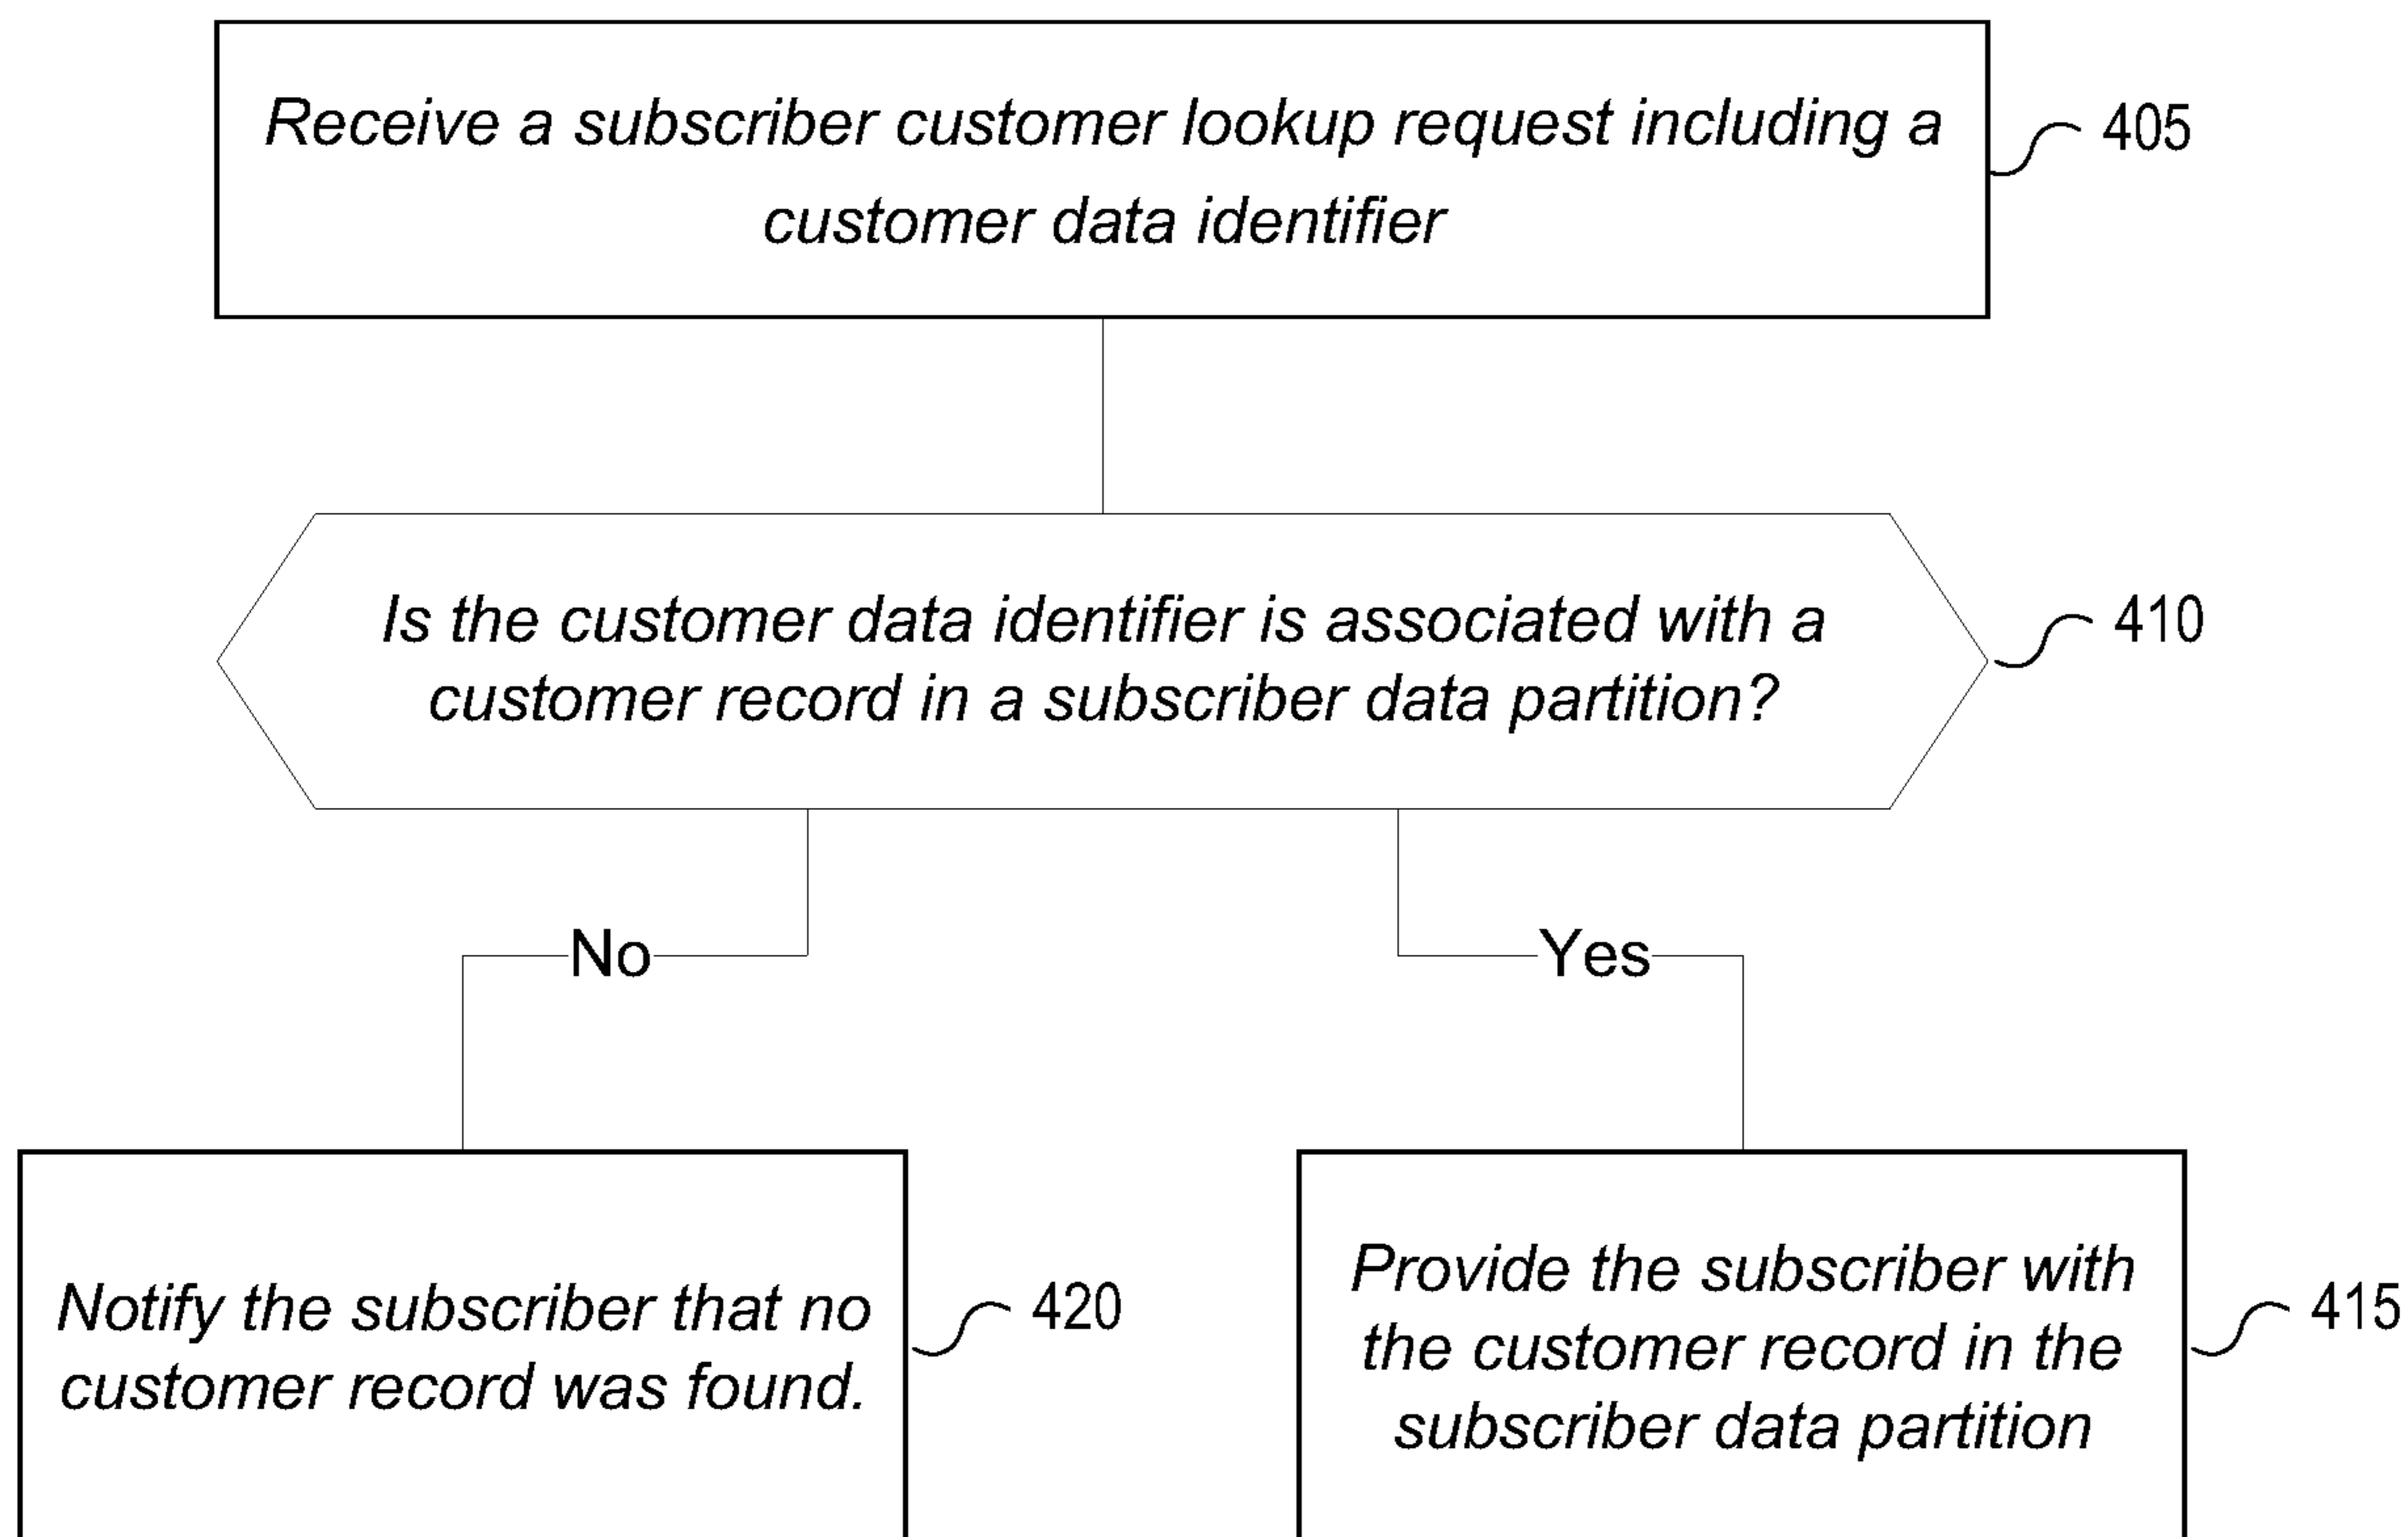 Receive a subscriber customer lookup request including a
customer data identifier
405
Is the customer data identifier is associated with a
customer record in a subscriber data partition?
410
No
Yes
Notify the subscriber that no
customer record was found.
420
Provide the subscriber with
the customer record in the
subscriber data partition
415